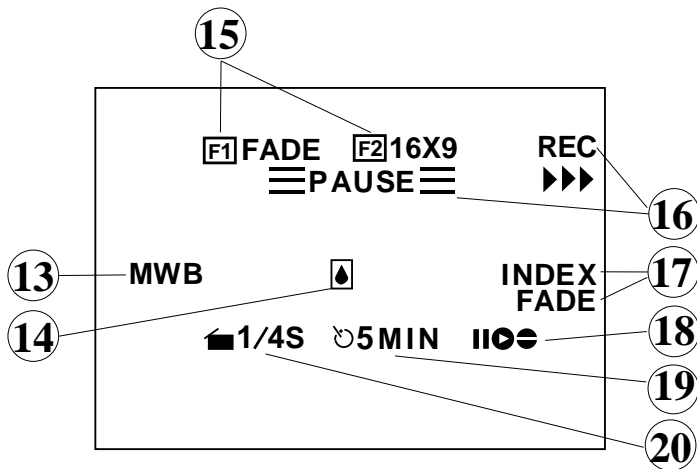 15
F1 FADE F2 16X9 REC
PAUSE
16
13 MWB INDEX 17
FADE
14 1/4S 5MIN 18
19
20